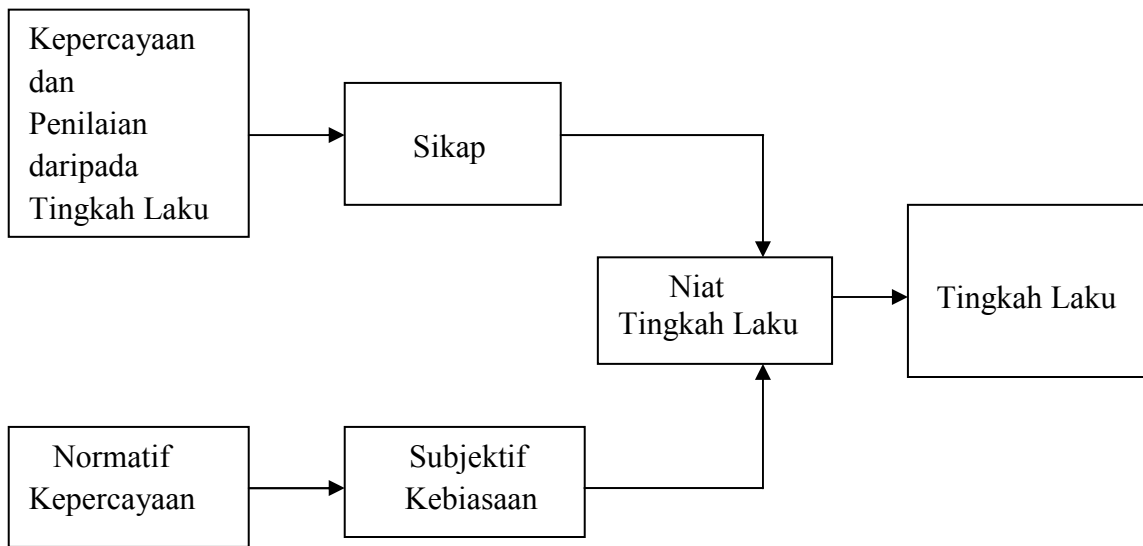 Kepercayaan
dan
Penilaian
daripada
Tingkah Laku
Sikap
Niat
Tingkah Laku
Tingkah Laku
Normatif
Kepercayaan
Subjektif
Kebiasaan